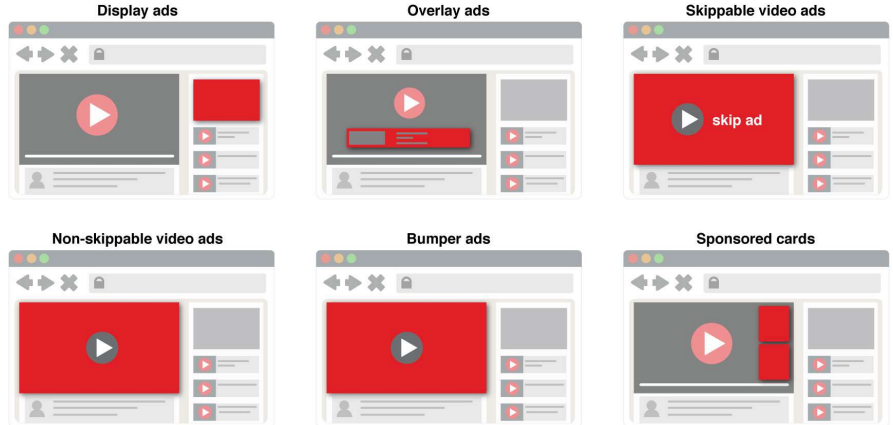 Display ads
Overlay ads
Skippable video ads
skip ad
Non-skippable video ads
Bumper ads
Sponsored cards